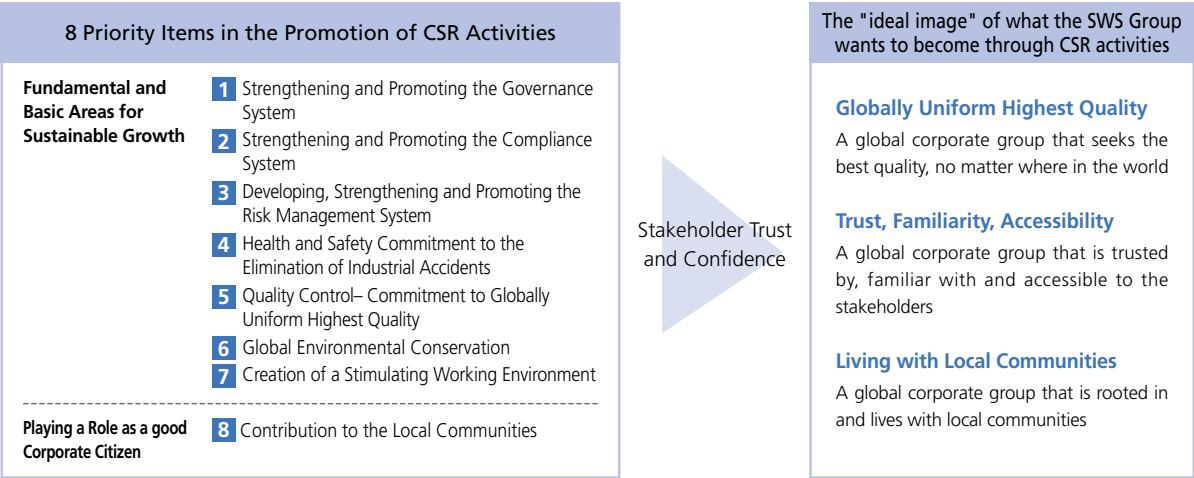 8 Priority Items in the Promotion of CSR Activities
Fundamental and
Basic Areas for
Sustainable Growth
1 Strengthening and Promoting the Governance
System
2 Strengthening and Promoting the Compliance
System
3 Developing, Strengthening and Promoting the
Risk Management System
4 Health and Safety Commitment to the
Elimination of Industrial Accidents
5 Quality Control– Commitment to Globally
Uniform Highest Quality
6 Global Environmental Conservation
7 Creation of a Stimulating Working Environment
Playing a Role as a good
Corporate Citizen
8 Contribution to the Local Communities
Stakeholder Trust
and Confidence
The "ideal image" of what the SWS Group
wants to become through CSR activities
Globally Uniform Highest Quality
A global corporate group that seeks the
best quality, no matter where in the world
Trust, Familiarity, Accessibility
A global corporate group that is trusted
by, familiar with and accessible to the
stakeholders
Living with Local Communities
A global corporate group that is rooted in
and lives with local communities